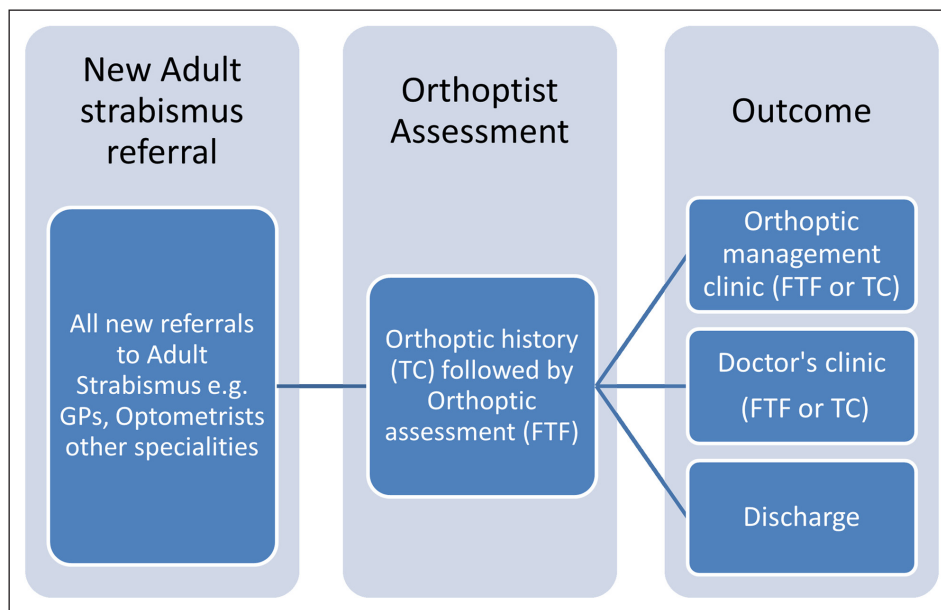 New Adult
strabismus
referral
All new referrals
to Adult
Strabismus e.g.
GPs, Optometrists
other specialities
Orthoptist
Assessment
Orthoptic history
(TC) followed by
Orthoptic
assessment (FTF)
Outcome
Orthoptic
management
clinic (FTF or TC)
Doctor's clinic
(FTF or TC)
Discharge